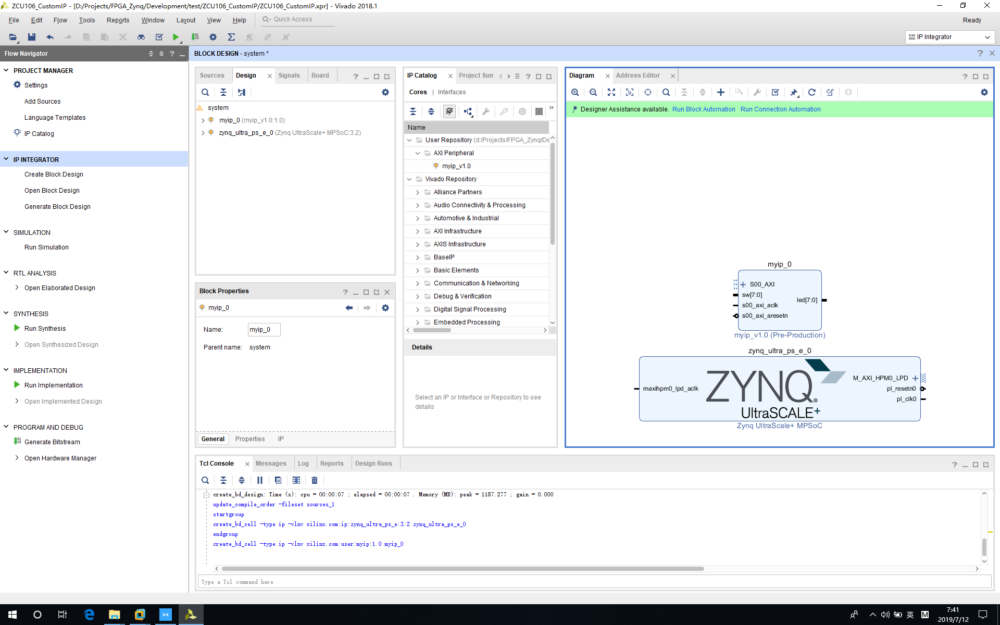 ZCU106_CustomIP - [D:/Projects/FPGA_Zynq/Development/test/ZCU106_CustomIP/ZCU106_CustomIP.xpr] - Vivado 2018.1
File Edit Flow Tools Reports Window Layout View Help Quick Access
Ready
IP Integrator
Flow Navigator
PROJECT MANAGER
Settings
Add Sources
Language Templates
IP Catalog
IP INTEGRATOR
Create Block Design
Open Block Design
Generate Block Design
SIMULATION
Run Simulation
RTL ANALYSIS
Open Elaborated Design
SYNTHESIS
Run Synthesis
Open Synthesized Design
IMPLEMENTATION
Run Implementation
Open Implemented Design
PROGRAM AND DEBUG
Generate Bitstream
Open Hardware Manager
BLOCK DESIGN - system *
Sources Design Signals Board
system
myip_0 (myip_v1.0:1.0)
zynq_ultra_ps_e_0 (Zynq UltraScale+ MPSoC:3.2)
Block Properties
myip_0
Name: myip_0
Parent name: system
General Properties IP
IP Catalog Project Sun
Cores | Interfaces
Name
User Repository (d:/Projects/FPGA_Zynq/De
AXI Peripheral
myip_v1.0
Vivado Repository
Alliance Partners
Audio Connectivity & Processing
Automotive & Industrial
AXI Infrastructure
AXIS Infrastructure
BaseIP
Basic Elements
Communication & Networking
Debug & Verification
Digital Signal Processing
Embedded Processing
Details
Select an IP or Interface or Repository to see
details
Diagram Address Editor
Designer Assistance available. Run Block Automation Run Connection Automation
myip_0
S00_AXI
sw[7:0]
s00_axi_aclk
s00_axi_aresetn
led[7:0]
myip_v1.0 (Pre-Production)
zynq_ultra_ps_e_0
maxihpm0_lpd_aclk
ZYNQ®
UltraSCALE+
M_AXI_HPM0_LPD
pl_resetn0
pl_clk0
Zynq UltraScale+ MPSoC
Tcl Console Messages Log Reports Design Runs
create_bd_design: Time (s): cpu = 00:00:07 ; elapsed = 00:00:07 . Memory (MB): peak = 1187.277 ; gain = 0.000
update_compile_order -fileset sources_1
startgroup
create_bd_cell -type ip -vlnv xilinx.com:ip:zynq_ultra_ps_e:3.2 zynq_ultra_ps_e_0
endgroup
create_bd_cell -type ip -vlnv xilinx.com:user:myip:1.0 myip_0
Type a Tcl command here
英
M
7:41
2019/7/12